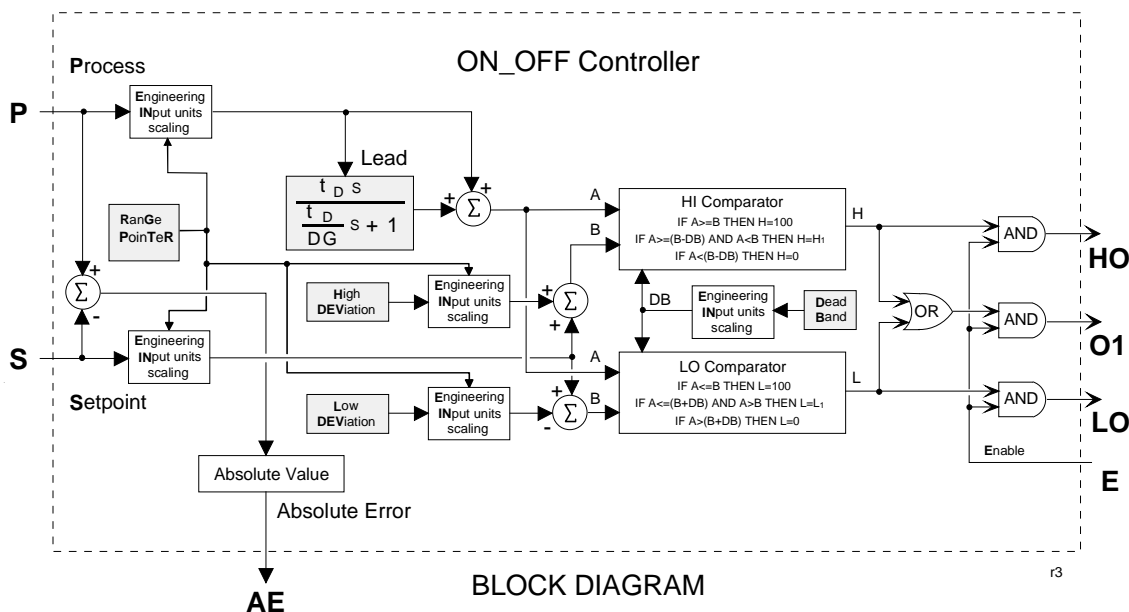 ON_OFF Controller
Process
P
Engineering
INput units
scaling
Lead
t D S
t D
DG
S + 1
+
+
Σ
RanGe
PoinTeR
A
B
HI Comparator
IF A>=B THEN H=100
IF A>=(B-DB) AND A<B THEN H=H1
IF A<(B-DB) THEN H=0
H
AND
HO
+
Σ
-
High
DEViation
Engineering
INput units
scaling
+
Σ
+
DB
Engineering
INput units
scaling
Dead
Band
OR
AND
O1
S
Engineering
INput units
scaling
Setpoint
A
B
LO Comparator
IF A<=B THEN L=100
IF A<=(B+DB) AND A>B THEN L=L1
IF A>(B+DB) THEN L=0
L
AND
LO
Low
DEViation
Engineering
INput units
scaling
+
Σ
-
Enable
E
Absolute Value
Absolute Error
AE
BLOCK DIAGRAM
r3